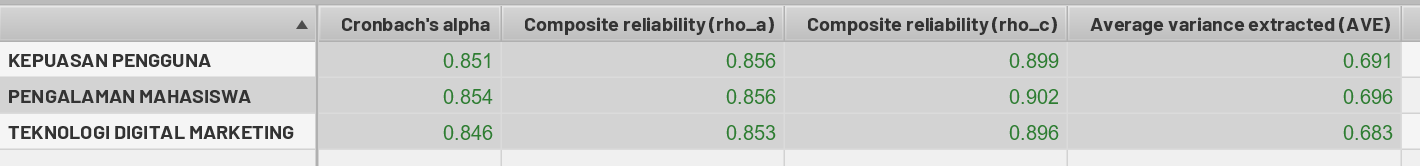 Cronbach's alpha Composite reliability (rho_a) Composite reliability (rho_c) Average variance extracted (AVE)
KEPUASAN PENGGUNA 0.851 0.856 0.899 0.691
PENGALAMAN MAHASISWA 0.854 0.856 0.902 0.696
TEKNOLOGI DIGITAL MARKETING 0.846 0.853 0.896 0.683